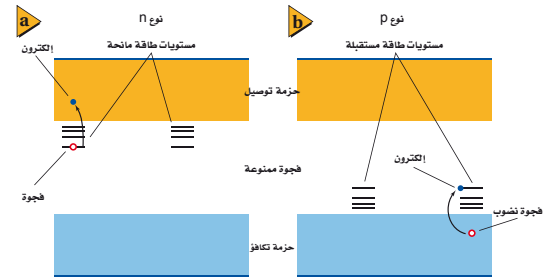 a
نوع n
مستويات طاقة مانحة
إلكترون
فجوة
b
نوع p
مستويات طاقة مستقبلة
حزمة توصيل
إلكترون
فجوة ممنوعة
فجوة نضوب
حزمة تكافؤ